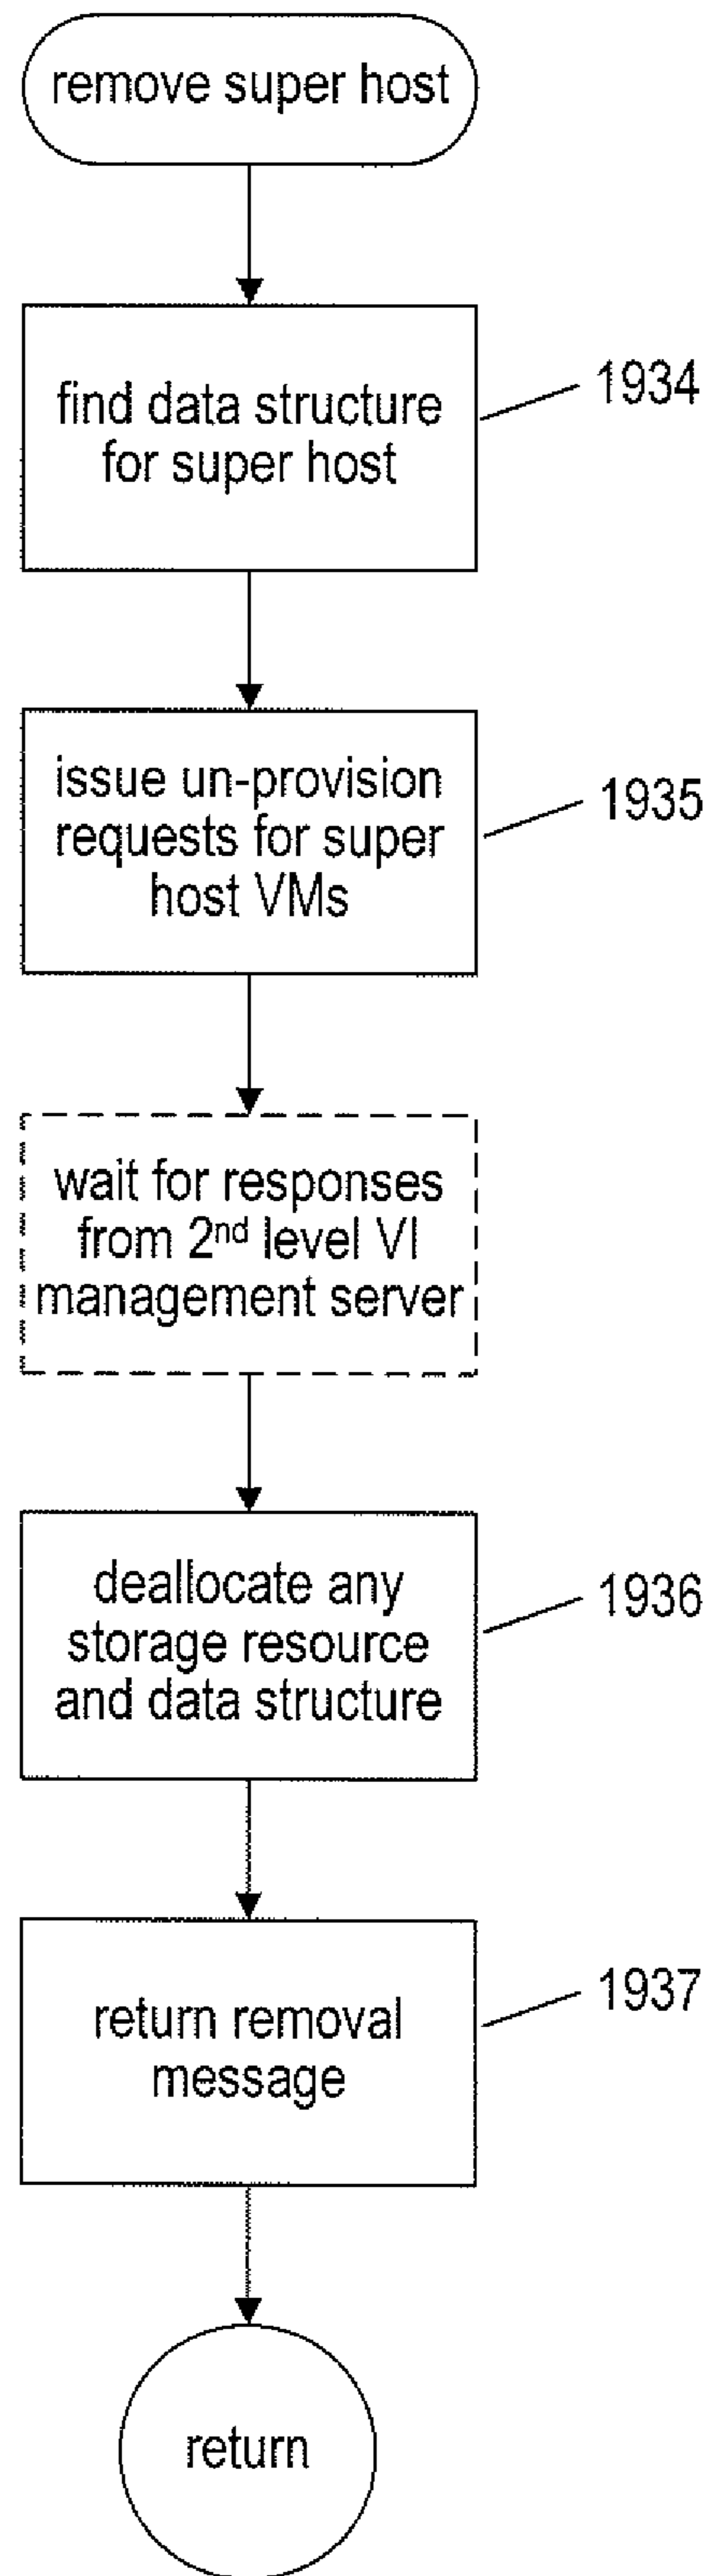 remove super host
find data structure
for super host
1934
issue un-provision
requests for super
host VMs
1935
wait for responses
from 2nd level VI
management server
deallocate any
storage resource
and data structure
1936
return removal
message
1937
return